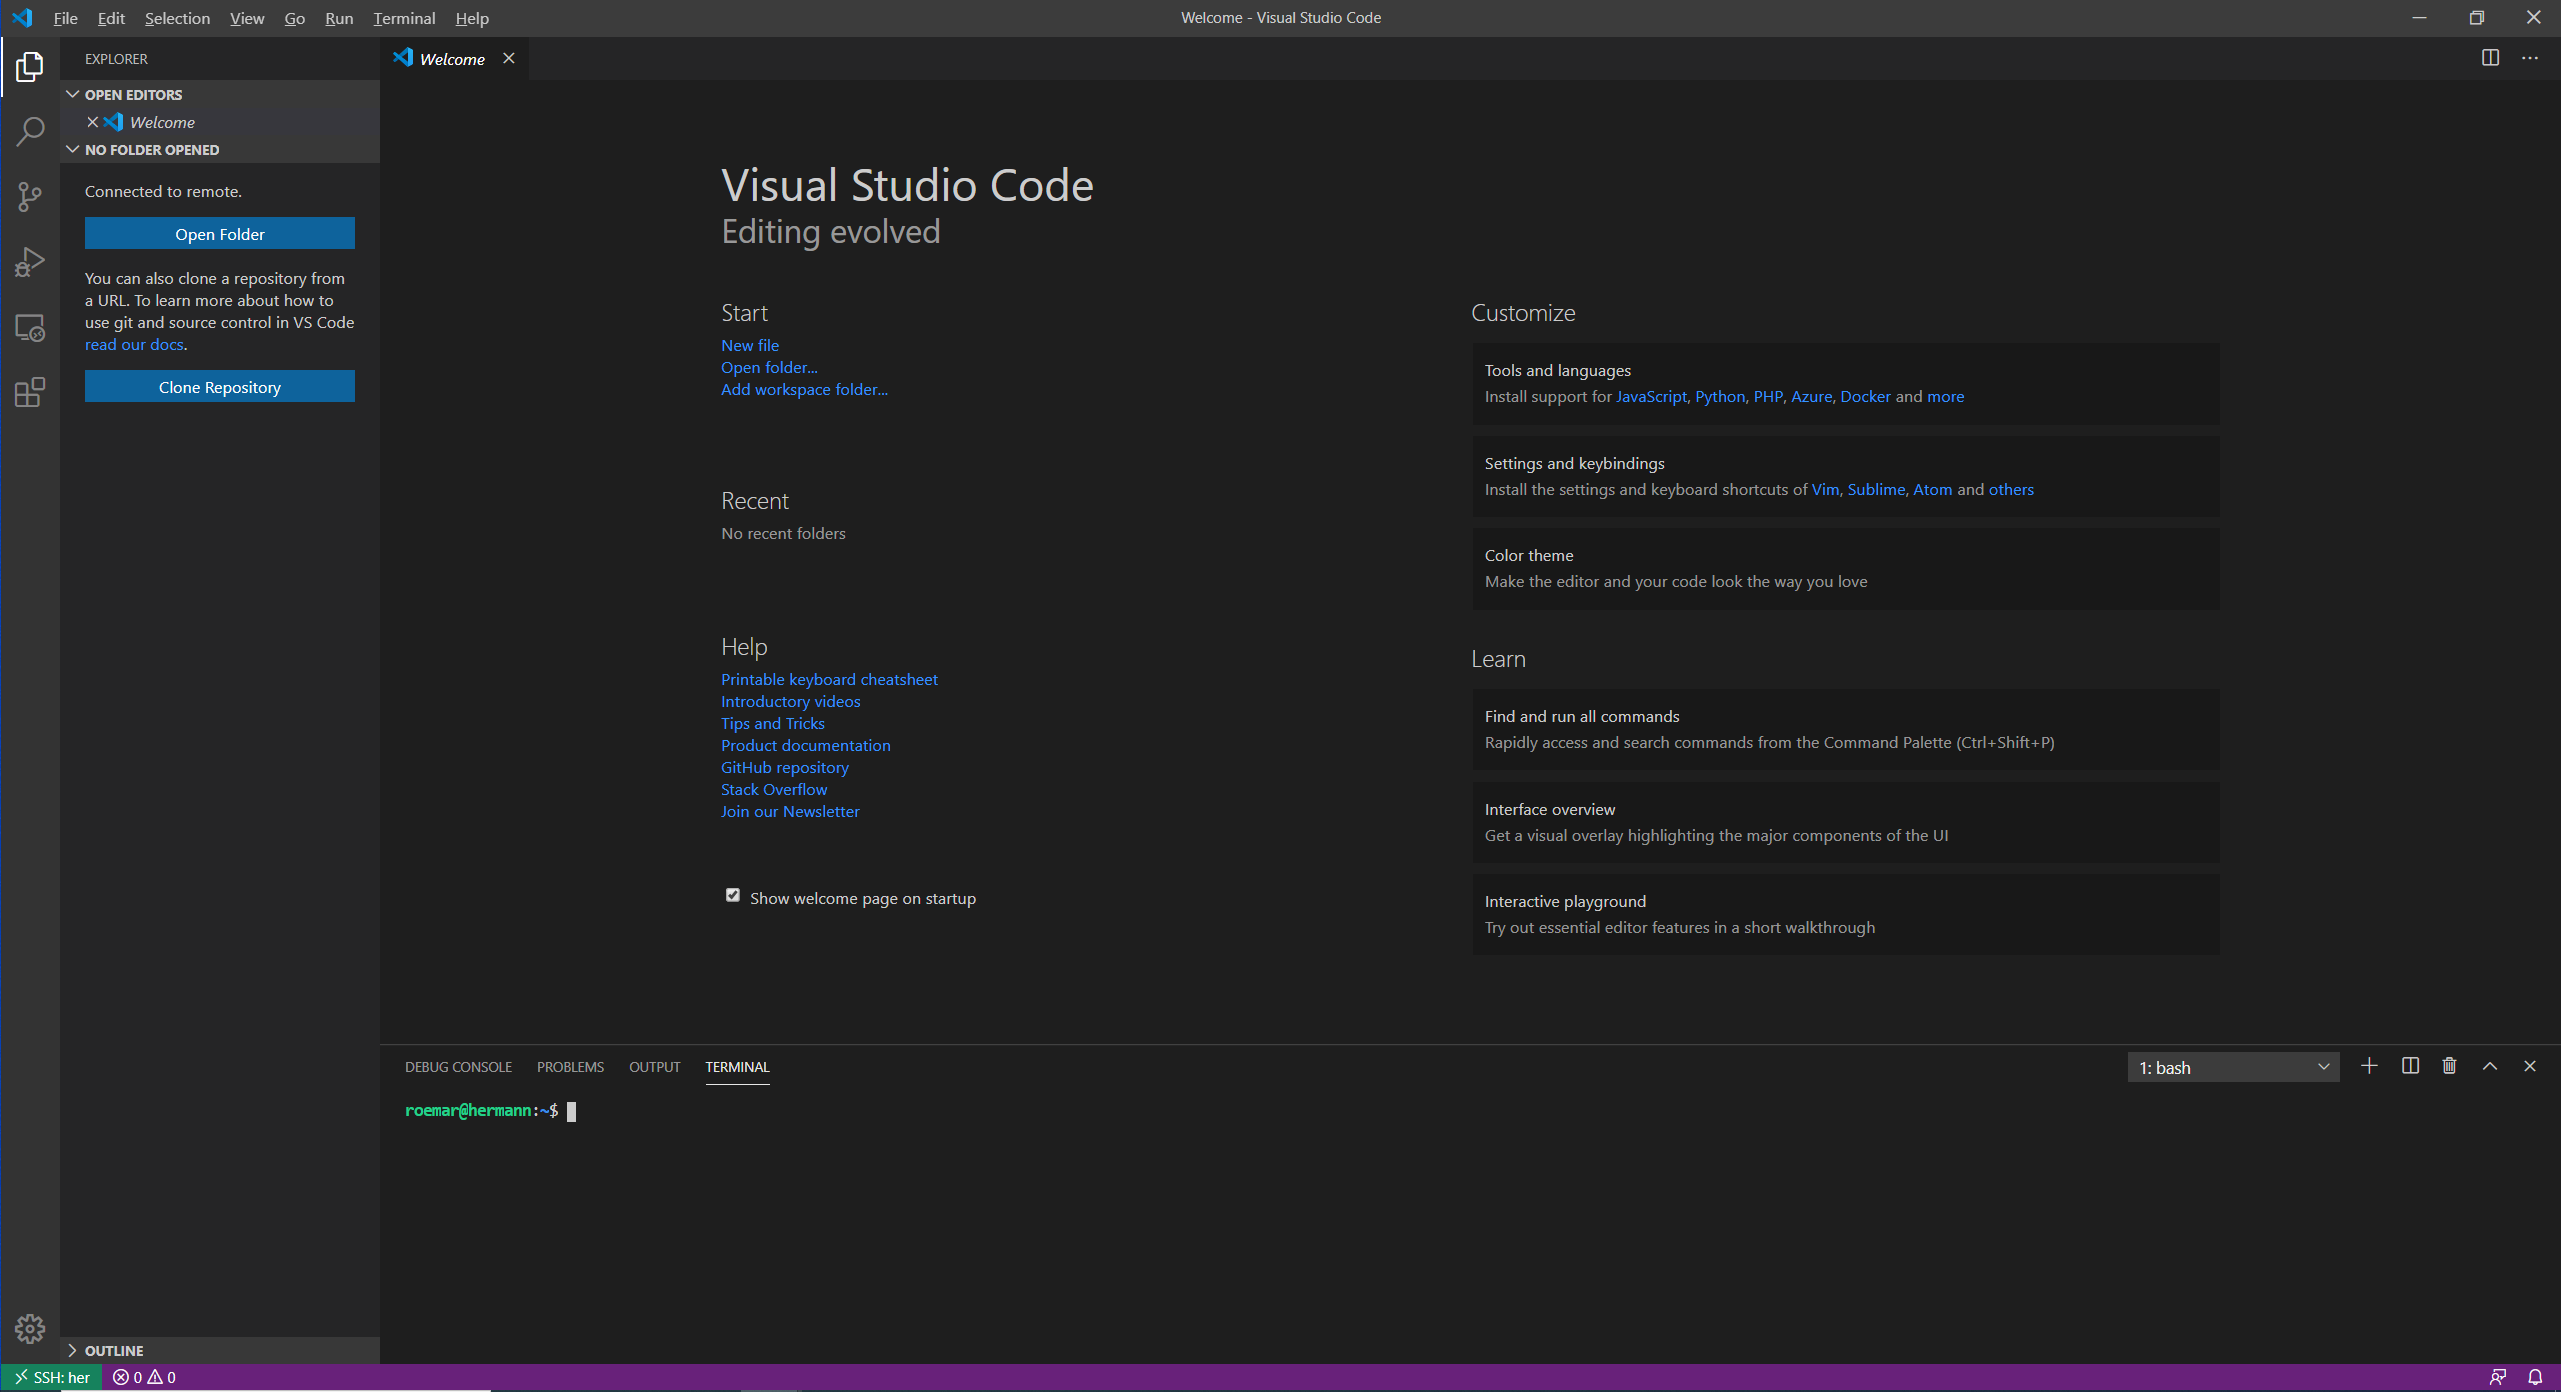 File Edit Selection View Go Run Terminal Help
Welcome - Visual Studio Code
EXPLORER
OPEN EDITORS
Welcome
NO FOLDER OPENED
Connected to remote.
Open Folder
You can also clone a repository from
a URL. To learn more about how to
use git and source control in VS Code
read our docs.
Clone Repository
OUTLINE
Welcome
Visual Studio Code
Editing evolved
Start
New file
Open folder...
Add workspace folder...
Recent
No recent folders
Help
Printable keyboard cheatsheet
Introductory videos
Tips and Tricks
Product documentation
GitHub repository
Stack Overflow
Join our Newsletter
Show welcome page on startup
Customize
Tools and languages
Install support for JavaScript, Python, PHP, Azure, Docker and more
Settings and keybindings
Install the settings and keyboard shortcuts of Vim, Sublime, Atom and others
Color theme
Make the editor and your code look the way you love
Learn
Find and run all commands
Rapidly access and search commands from the Command Palette (Ctrl+Shift+P)
Interface overview
Get a visual overlay highlighting the major components of the UI
Interactive playground
Try out essential editor features in a short walkthrough
DEBUG CONSOLE PROBLEMS OUTPUT TERMINAL
1: bash
roemar@hermann:~$
SSH: her 0 0